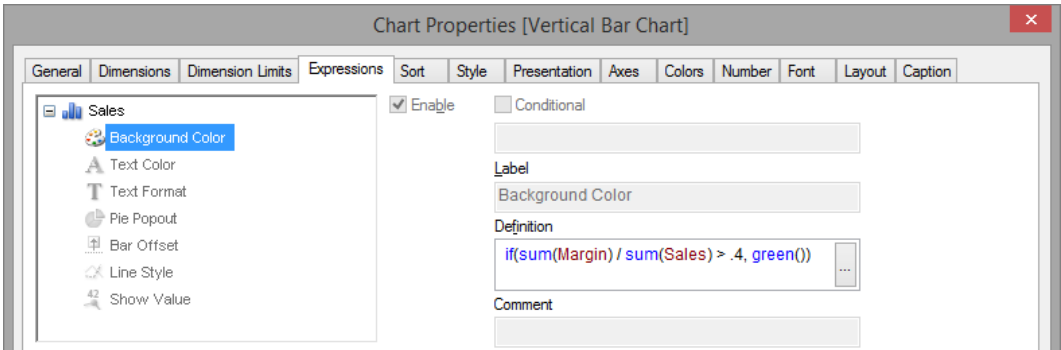 Chart Properties [Vertical Bar Chart]
General Dimensions Dimension Limits Expressions Sort Style Presentation Axes Colors Number Font Layout Caption
Sales
Background Color
Text Color
Text Format
Pie Popout
Bar Offset
Line Style
42 Show Value
Enable Conditional
Label
Background Color
Definition
if(sum(Margin) / sum(Sales) > .4, green())
...
Comment